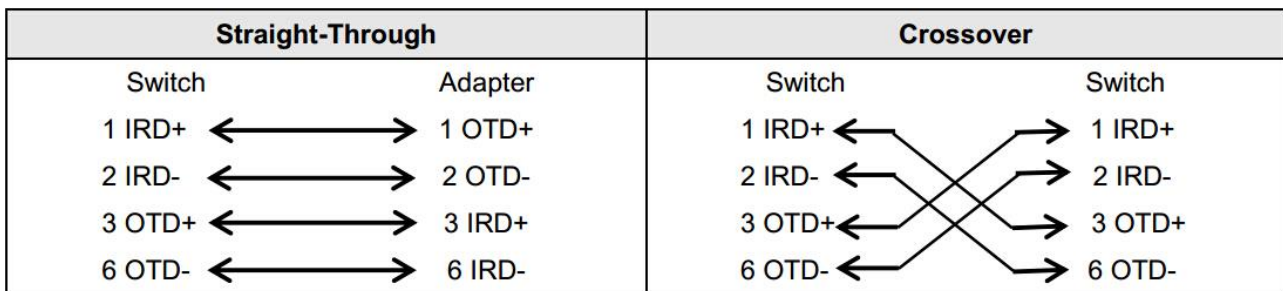 Straight-Through Crossover
Switch Adapter Switch Switch
1 IRD+ 1 OTD+ 1 IRD+ 1 IRD+
2 IRD- 2 OTD- 2 IRD- 2 IRD-
3 OTD+ 3 IRD+ 3 OTD+ 3 OTD+
6 OTD- 6 IRD- 6 OTD- 6 OTD-